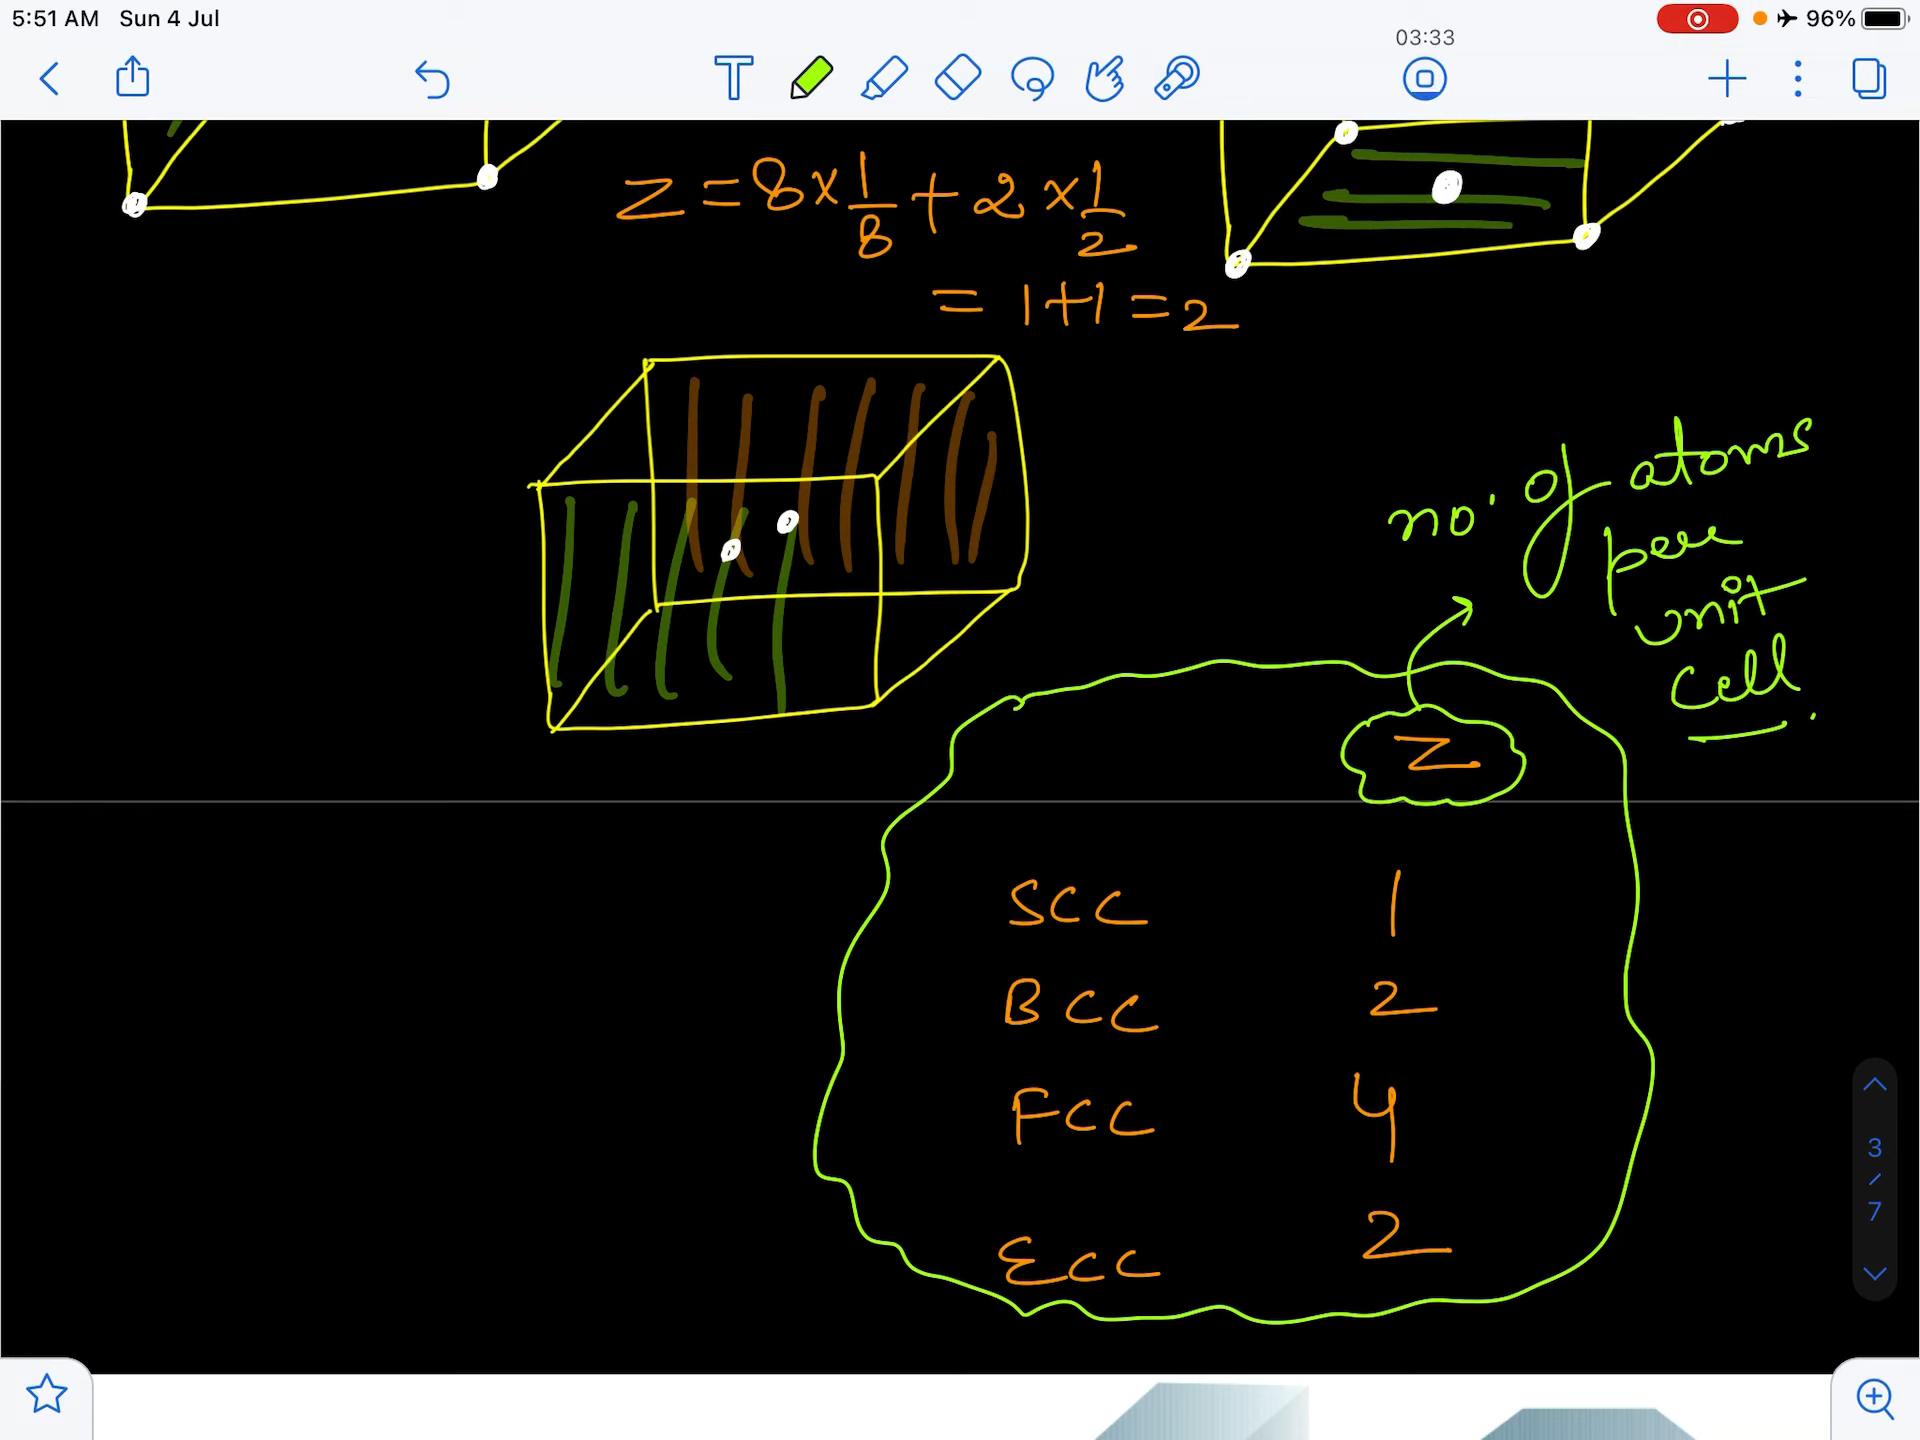 5:51 AM Sun 4 Jul
96%
03:33
T
z = 8 × 1/8 + 2 × 1/2
= 1+1 = 2
no. of atoms
per
unit
cell.
z
SCC 1
BCC 2
FCC 4
ECC 2
3
/
7